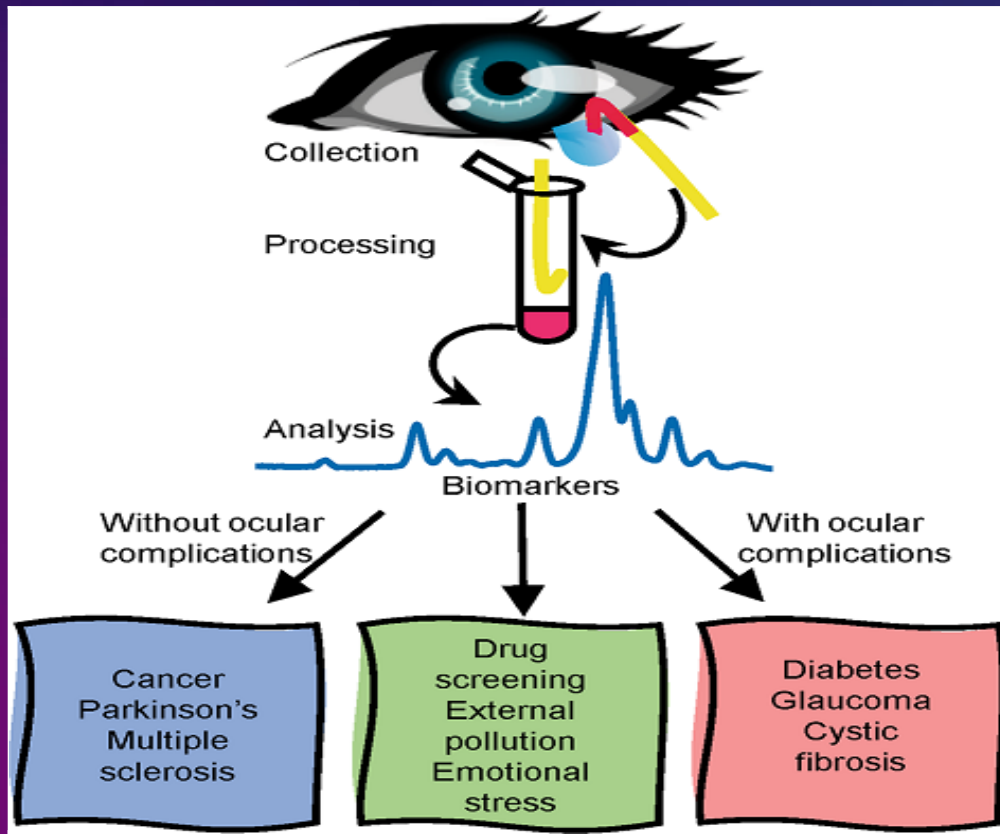 Collection
Processing
Analysis
Biomarkers
Without ocular
complications
With ocular
complications
Cancer
Parkinson's
Multiple
sclerosis
Drug
screening
External
pollution
Emotional
stress
Diabetes
Glaucoma
Cystic
fibrosis